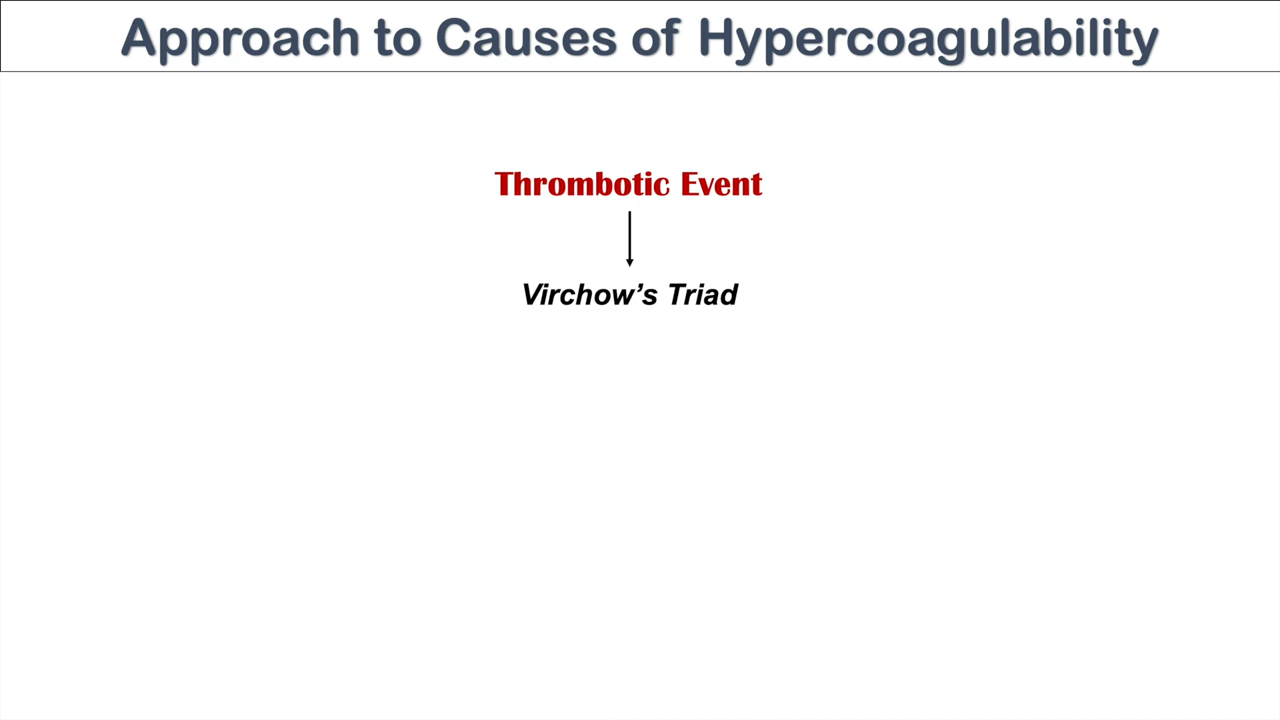 Approach to Causes of Hypercoagulability
Thrombotic Event
Virchow’s Triad